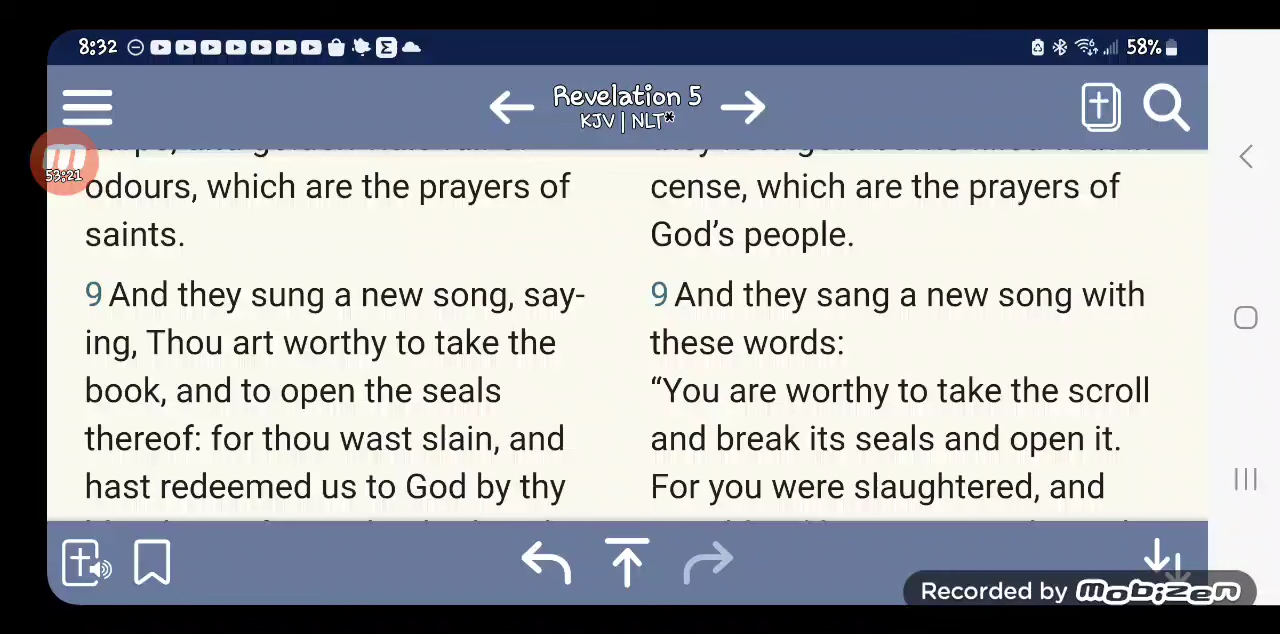 8:32
58%
Revelation 5
KJV | NLT*
53:21
odours, which are the prayers of
saints.
9 And they sung a new song, say-
ing, Thou art worthy to take the
book, and to open the seals
thereof: for thou wast slain, and
hast redeemed us to God by thy
cense, which are the prayers of
God's people.
9 And they sang a new song with
these words:
“You are worthy to take the scroll
and break its seals and open it.
For you were slaughtered, and
Recorded by Mobizen